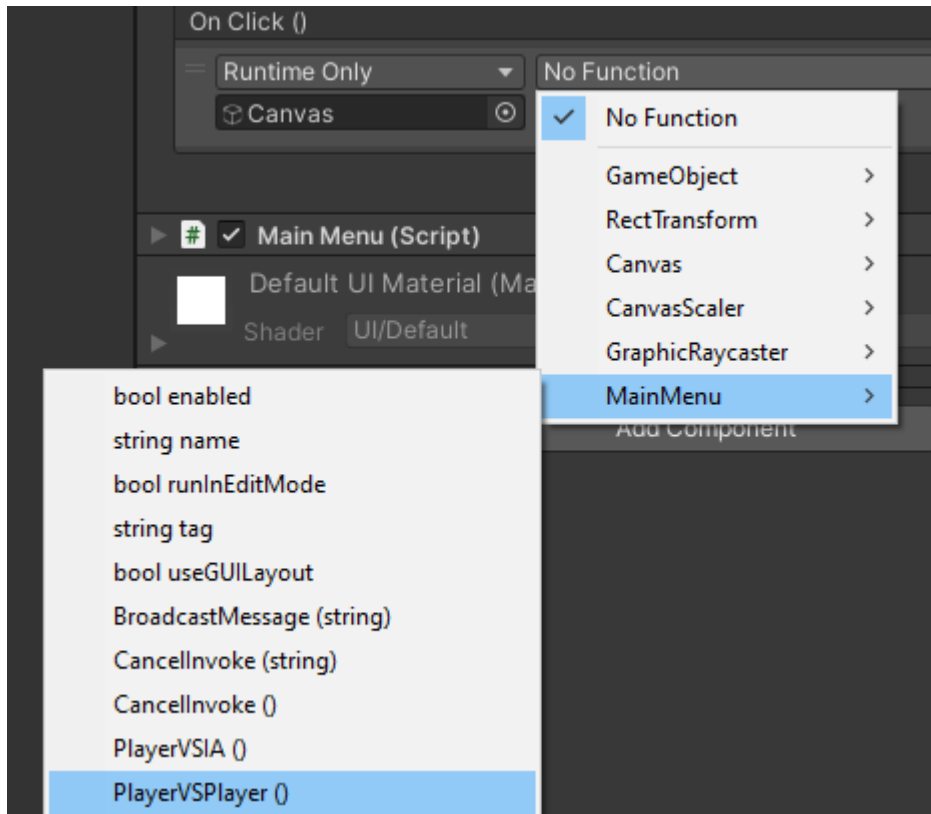 On Click ()
Runtime Only
No Function
Canvas
No Function
GameObject
RectTransform
Canvas
CanvasScaler
GraphicRaycaster
MainMenu
# Main Menu (Script)
Default UI Material (Ma
Shader UI/Default
Add Component
bool enabled
string name
bool runInEditMode
string tag
bool useGUILayout
BroadcastMessage (string)
CancelInvoke (string)
CancelInvoke ()
PlayerVSIA ()
PlayerVSPlayer ()